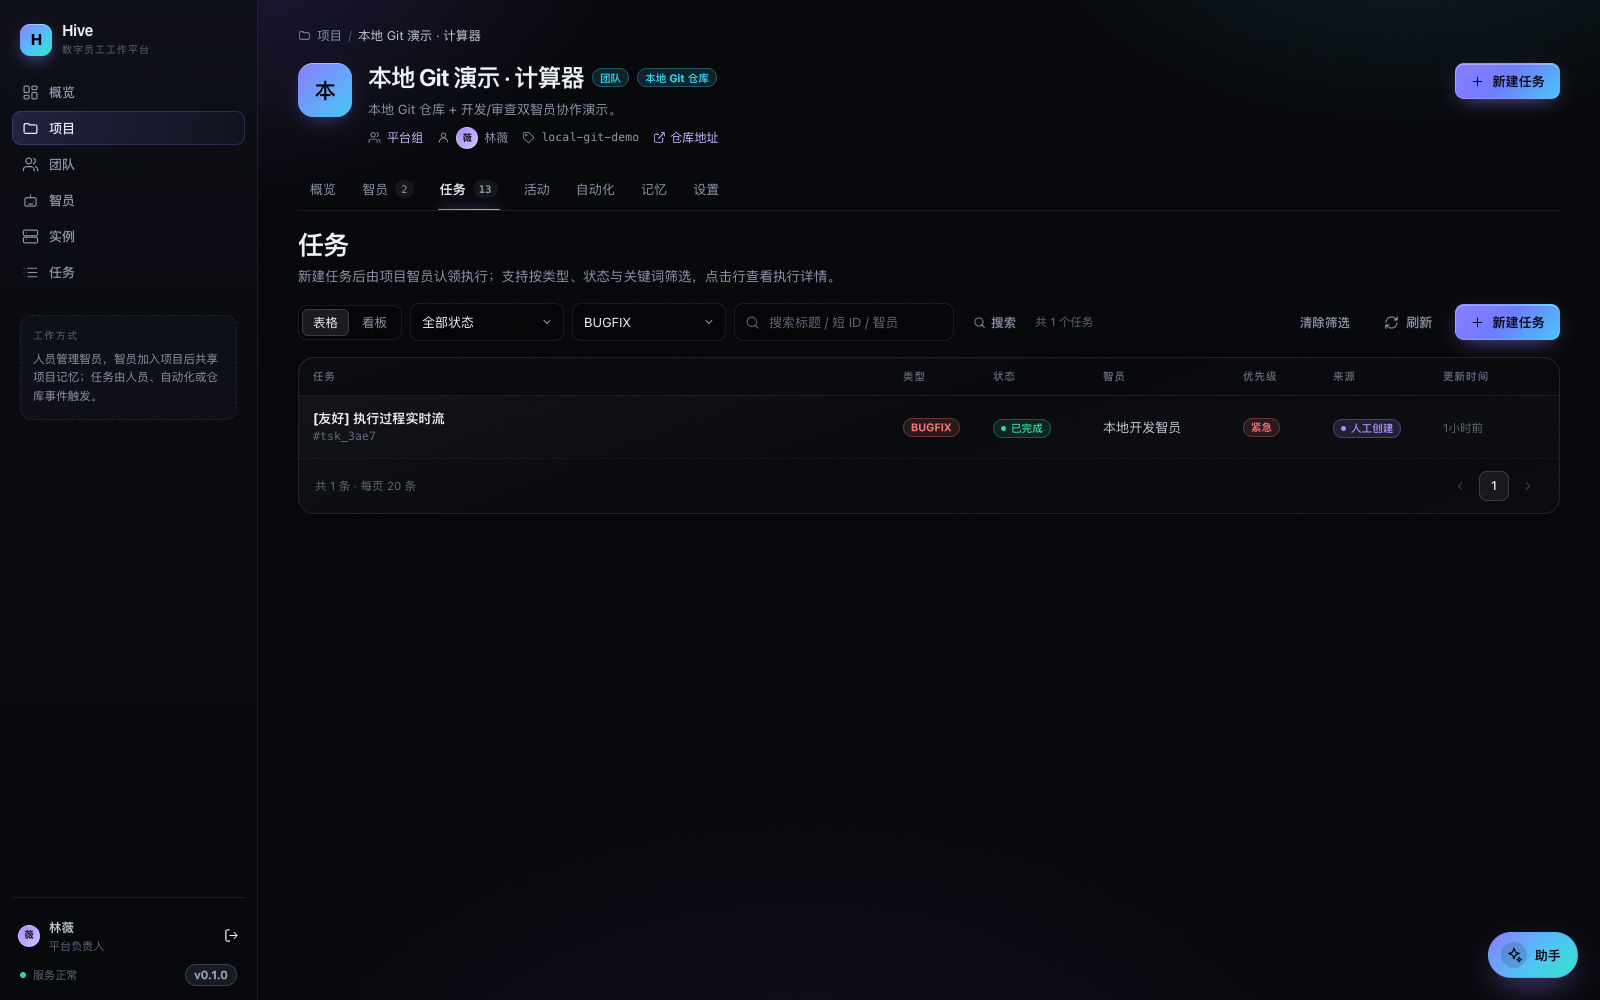 H
Hive
数字员工工作平台
概览
项目
团队
智员
实例
任务
工作方式
人员管理智员，智员加入项目后共享
项目记忆；任务由人员、自动化或仓
库事件触发。
薇
林薇
平台负责人
服务正常
v0.1.0
项目 / 本地 Git 演示 · 计算器
本
本地 Git 演示 · 计算器 团队 本地 Git 仓库
本地 Git 仓库 + 开发/审查双智员协作演示。
平台组 薇 林薇 local-git-demo 仓库地址
+ 新建任务
概览 智员 2 任务 13 活动 自动化 记忆 设置
任务
新建任务后由项目智员认领执行；支持按类型、状态与关键词筛选，点击行查看执行详情。
表格 看板 全部状态 BUGFIX 搜索标题 / 短 ID / 智员 搜索 共 1 个任务 清除筛选 刷新 + 新建任务
任务 类型 状态 智员 优先级 来源 更新时间
[友好] 执行过程实时流
#tsk_3ae7
BUGFIX 已完成 本地开发智员 紧急 人工创建 1小时前
共 1 条 · 每页 20 条
1
助手